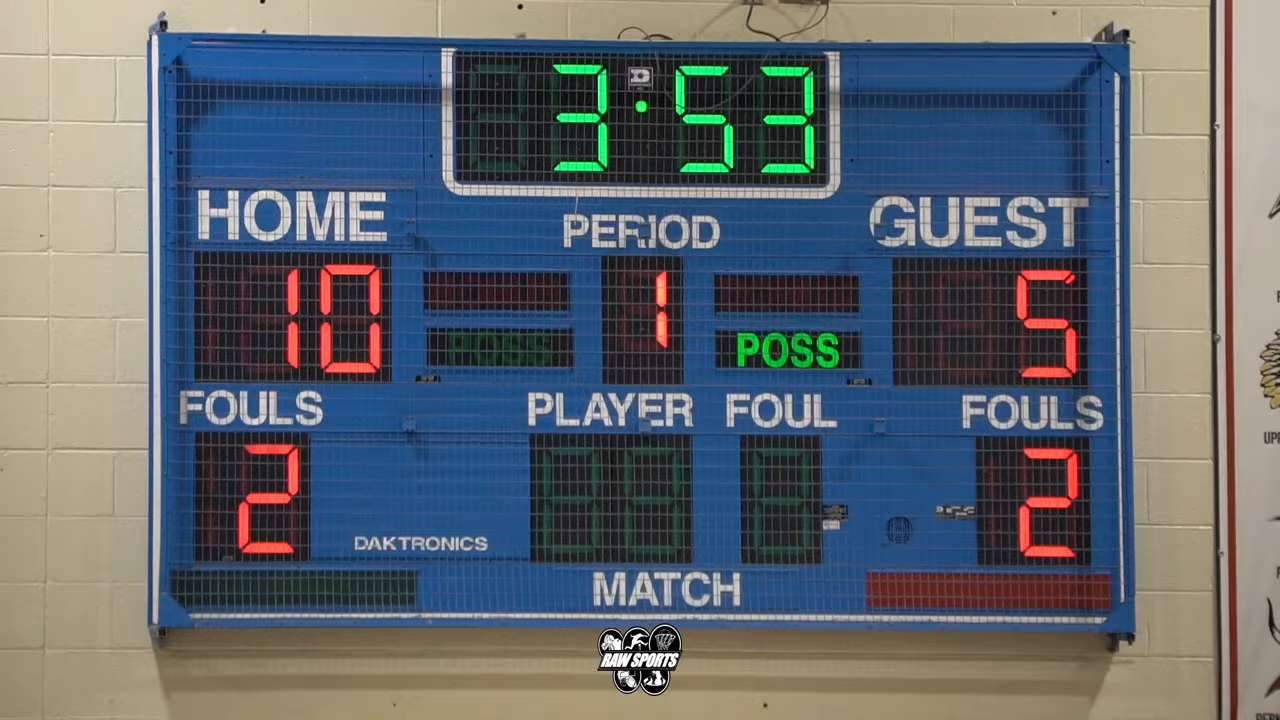 3:53
HOME PERIOD GUEST
10 1 5
POSS POSS
FOULS PLAYER FOUL FOULS
2 2
DAKTRONICS
MATCH
RAW SPORTS